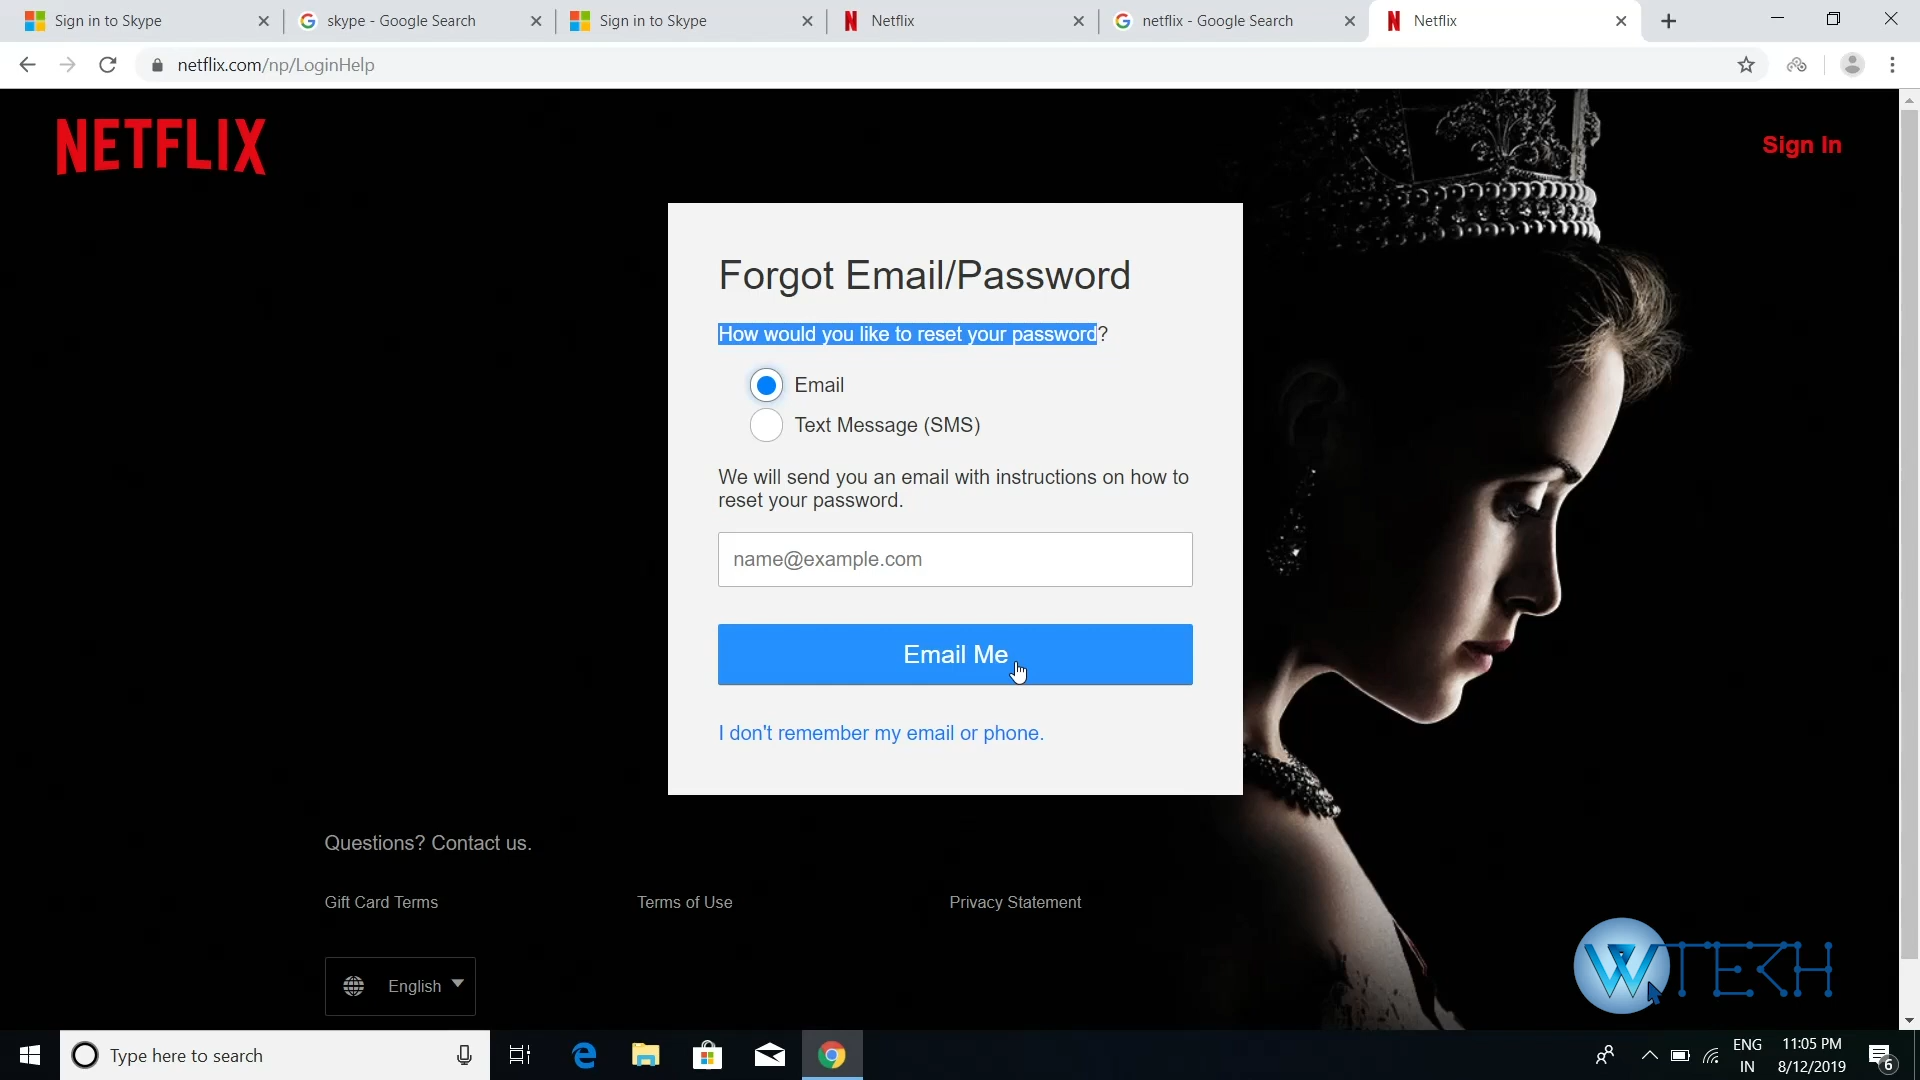 Sign in to Skype
skype - Google Search
Sign in to Skype
Netflix
netflix - Google Search
Netflix
netflix.com/np/LoginHelp
NETFLIX
Sign In
Forgot Email/Password
How would you like to reset your password?
Email
Text Message (SMS)
We will send you an email with instructions on how to
reset your password.
name@example.com
Email Me
I don't remember my email or phone.
Questions? Contact us.
Gift Card Terms
Terms of Use
Privacy Statement
English
WTECH
Type here to search
ENG
IN
11:05 PM
8/12/2019
6